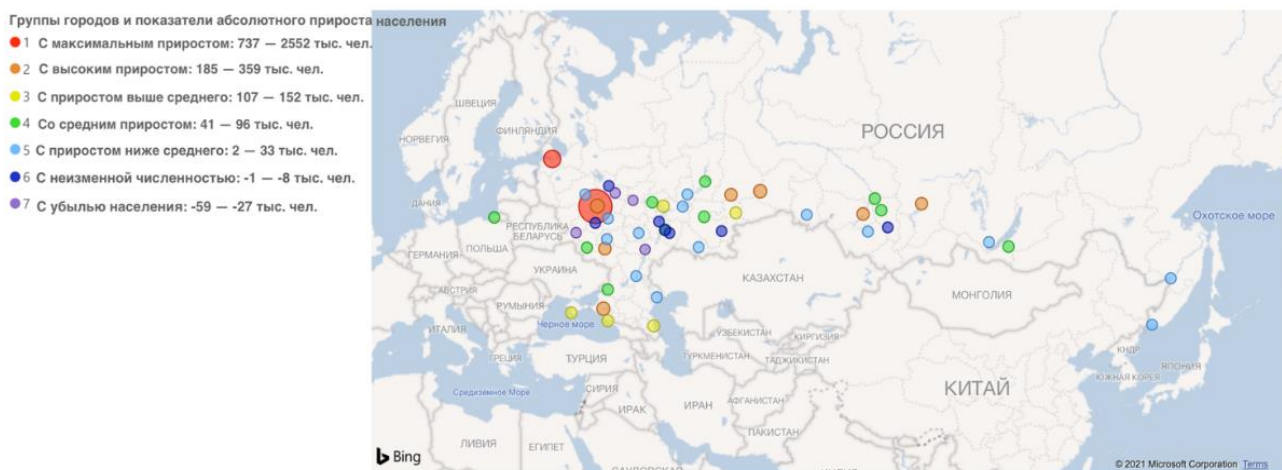 Группы городов и показатели абсолютного прироста населения
1 С максимальным приростом: 737 — 2552 тыс. чел.
2 С высоким приростом: 185 — 359 тыс. чел.
3 С приростом выше среднего: 107 — 152 тыс. чел.
4 Со средним приростом: 41 — 96 тыс. чел.
5 С приростом ниже среднего: 2 — 33 тыс. чел.
6 С неизменной численностью: -1 — -8 тыс. чел.
7 С убылью населения: -59 — -27 тыс. чел.
ШВЕЦИЯ
НОРВЕГИЯ
ФИНЛЯНДИЯ
РОССИЯ
ДАНИЯ
Охотское море
РЕСПУБЛИКА
БЕЛАРУСЬ
ПОЛЬША
ГЕРМАНИЯ
УКРАИНА
КАЗАХСТАН
АВСТРИЯ
МОНГОЛИЯ
РУМЫНИЯ
Черное море
ИТАЛИЯ
УЗБЕКИСТАН
КИРГИЗИЯ
ГРЕЦИЯ
ТУРЦИЯ
ТУРКМЕНИСТАН
ТАДЖИКИСТАН
КНДР
ЯПОНИЯ
ЮЖНАЯ КОРЕЯ
КИТАЙ
Средиземное Море
СИРИЯ
ИРАК
ИРАН
АФГАНИСТАН
ПАКИСТАН
ЛИВИЯ
ЕГИПЕТ
Bing
© 2021 Microsoft Corporation Terms